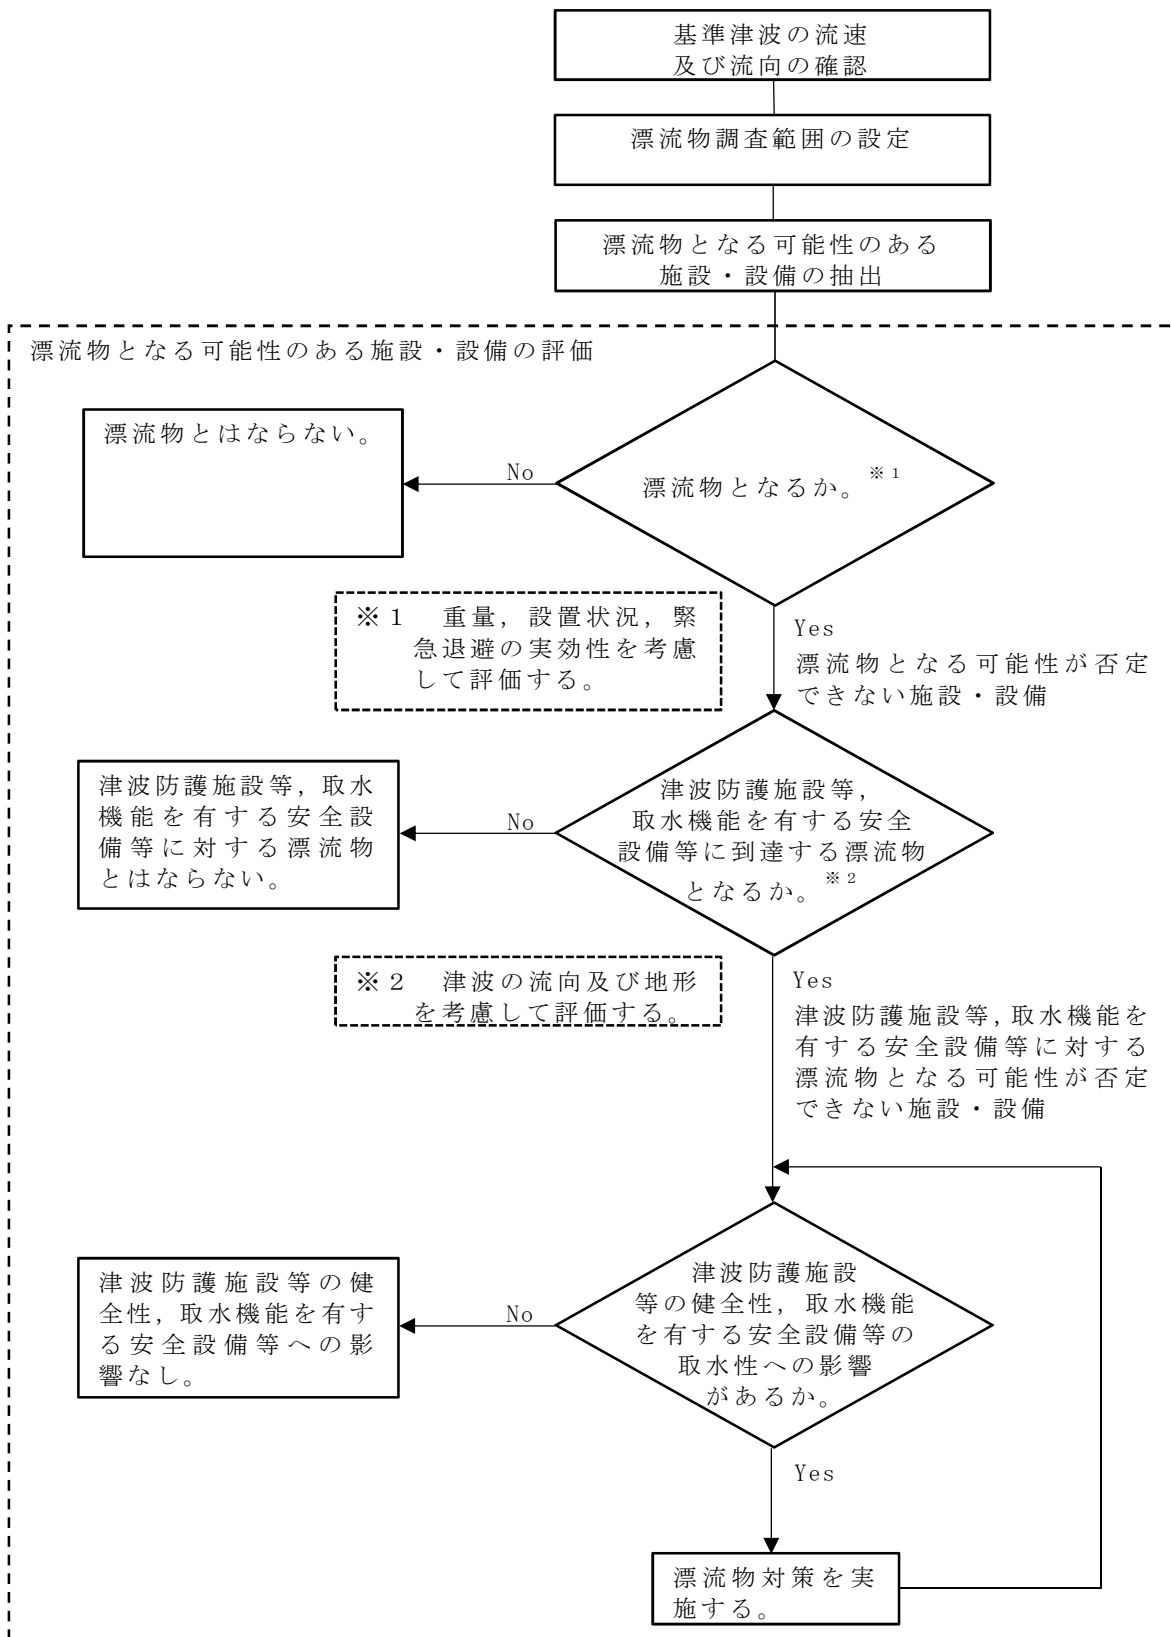 基準津波の流速
及び流向の確認
漂流物調査範囲の設定
漂流物となる可能性のある
施設・設備の抽出
漂流物となる可能性のある施設・設備の評価
漂流物とはならない。
No
漂流物となるか。※1
※１　重量，設置状況，緊
急退避の実効性を考慮
して評価する。
Yes
漂流物となる可能性が否定
できない施設・設備
津波防護施設等，取水
機能を有する安全設
備等に対する漂流物
とはならない。
No
津波防護施設等，
取水機能を有する安全
設備等に到達する漂流物
となるか。※2
※２　津波の流向及び地形
を考慮して評価する。
Yes
津波防護施設等，取水機能を
有する安全設備等に対する
漂流物となる可能性が否定
できない施設・設備
津波防護施設等の健
全性，取水機能を有す
る安全設備等への影
響なし。
No
津波防護施設
等の健全性，取水機能
を有する安全設備等の
取水性への影響
があるか。
Yes
漂流物対策を実
施する。